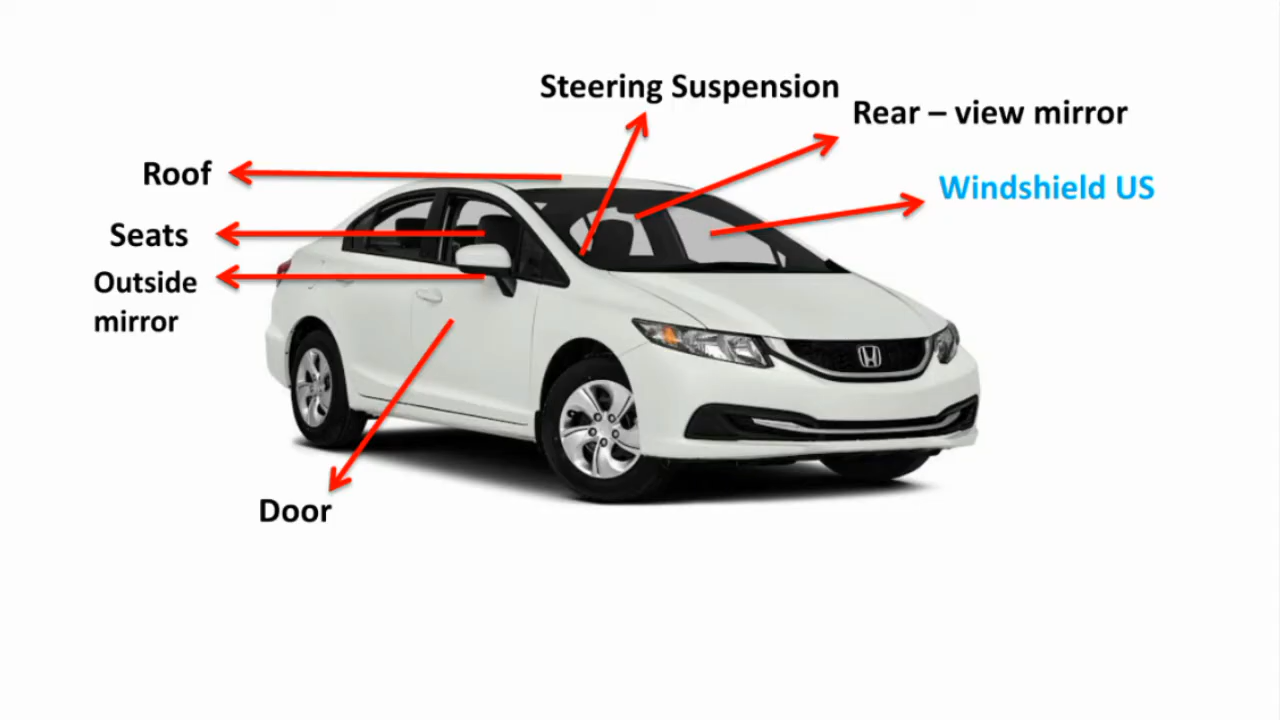 Steering Suspension
Rear – view mirror
Roof
Windshield US
Seats
Outside
mirror
Door